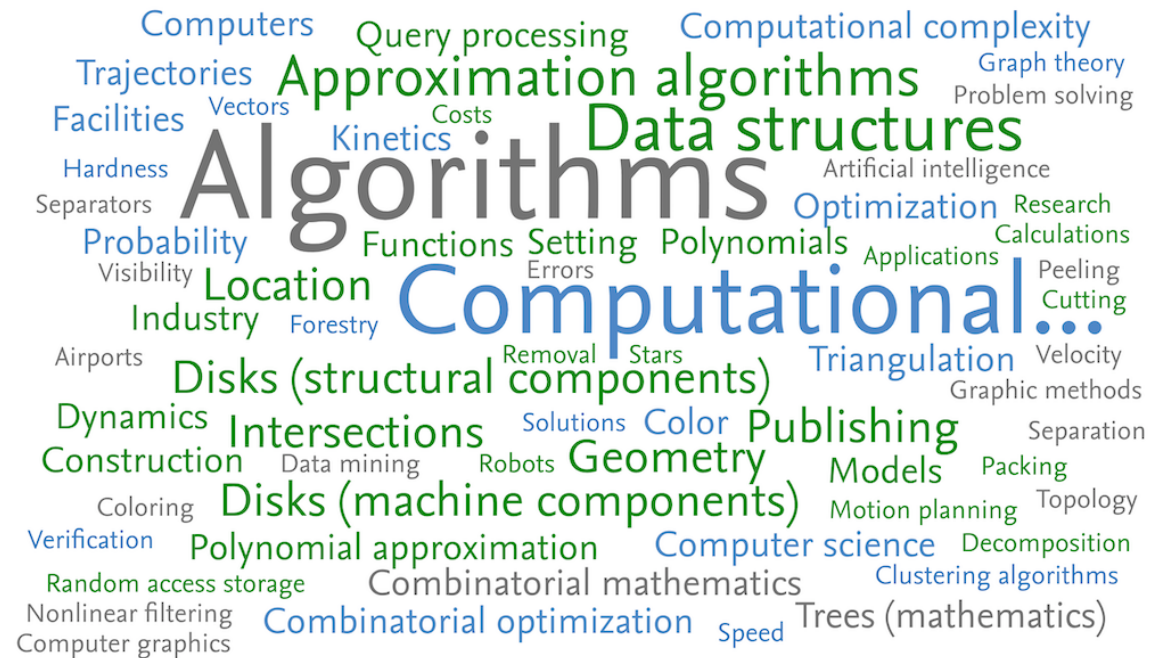 Computers
Query processing
Computational complexity
Trajectories
Approximation algorithms
Graph theory
Problem solving
Facilities
Vectors
Costs
Data structures
Kinetics
Algorithms
Hardness
Artificial intelligence
Separators
Optimization
Research
Probability
Functions
Setting
Polynomials
Calculations
Applications
Visibility
Location
Errors
Computational...
Peeling
Cutting
Industry
Forestry
Airports
Removal
Stars
Triangulation
Velocity
Disks (structural components)
Graphic methods
Dynamics
Intersections
Solutions
Color
Publishing
Separation
Construction
Data mining
Robots
Geometry
Models
Packing
Coloring
Disks (machine components)
Motion planning
Topology
Verification
Polynomial approximation
Computer science
Decomposition
Random access storage
Combinatorial mathematics
Clustering algorithms
Nonlinear filtering
Combinatorial optimization
Speed
Trees (mathematics)
Computer graphics